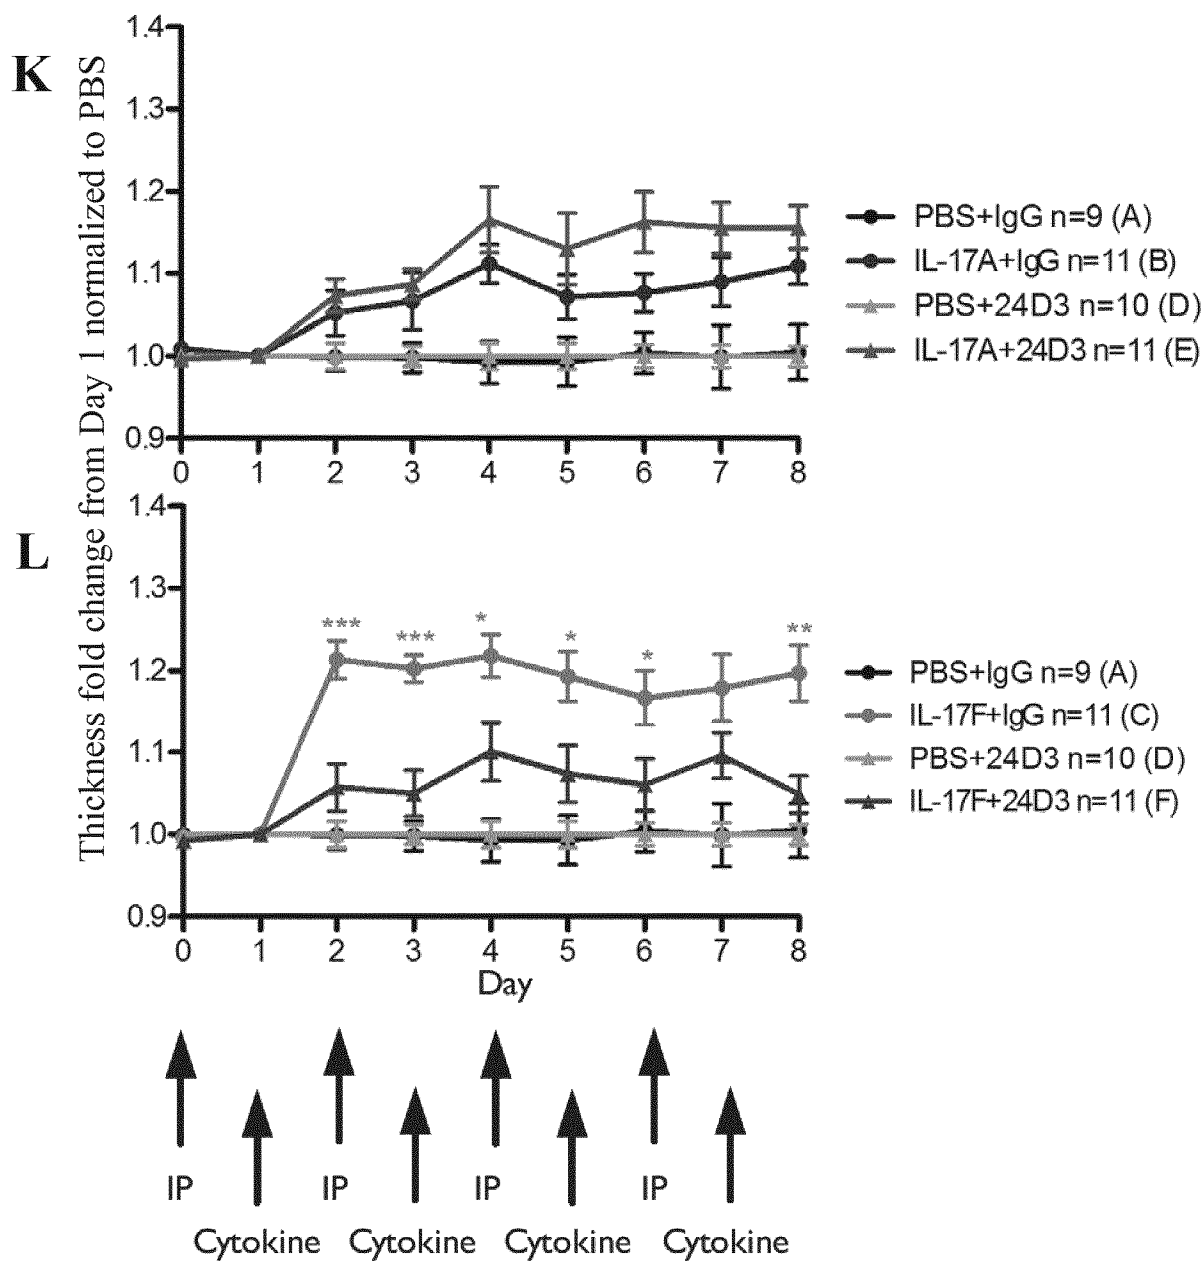 K
Thickness fold change from Day 1 normalized to PBS
1.4
1.3
1.2
1.1
1.0
0.9
0 1 2 3 4 5 6 7 8
PBS+IgG n=9 (A)
IL-17A+IgG n=11 (B)
PBS+24D3 n=10 (D)
IL-17A+24D3 n=11 (E)
L
1.4
1.3
1.2
1.1
1.0
0.9
*** *** * * * **
0 1 2 3 4 5 6 7 8
Day
PBS+IgG n=9 (A)
IL-17F+IgG n=11 (C)
PBS+24D3 n=10 (D)
IL-17F+24D3 n=11 (F)
IP IP IP IP
Cytokine Cytokine Cytokine Cytokine